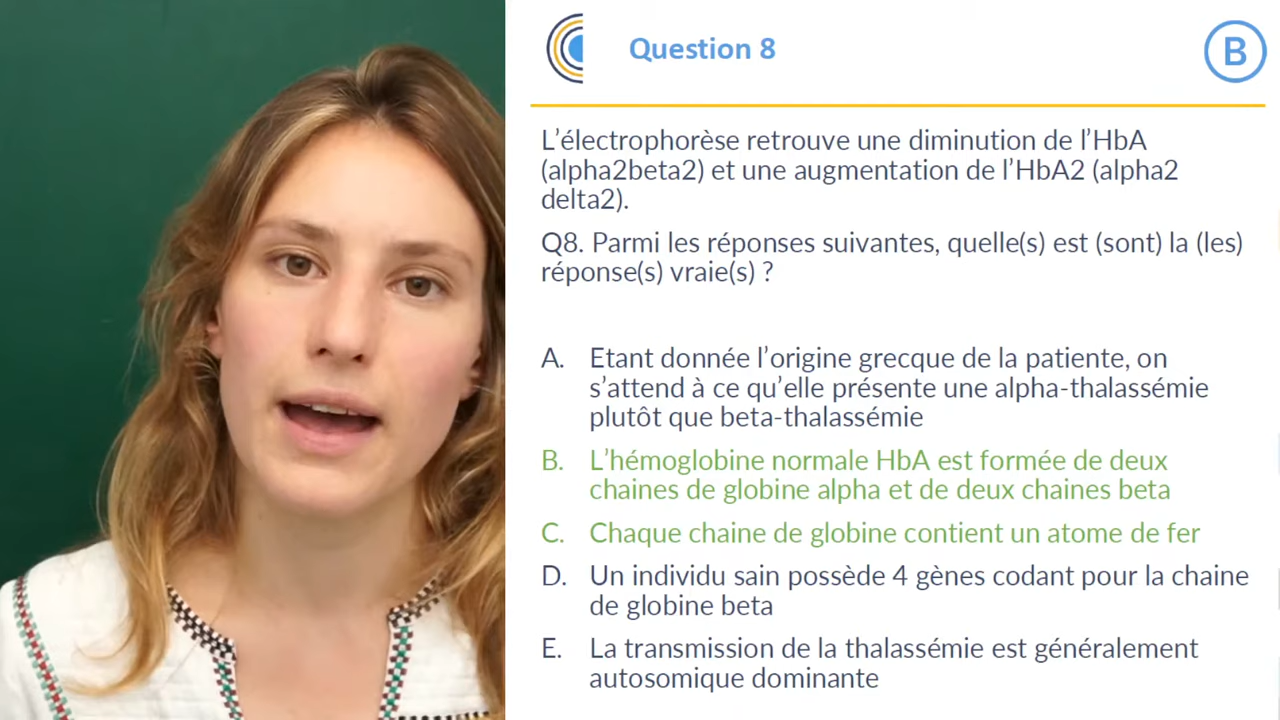 Question 8
B
L'électrophorèse retrouve une diminution de l'HbA
(alpha2beta2) et une augmentation de l'HbA2 (alpha2
delta2).
Q8. Parmi les réponses suivantes, quelle(s) est (sont) la (les)
réponse(s) vraie(s) ?
A. Etant donnée l'origine grecque de la patiente, on
s'attend à ce qu'elle présente une alpha-thalassémie
plutôt que beta-thalassémie
B. L'hémoglobine normale HbA est formée de deux
chaines de globine alpha et de deux chaines beta
C. Chaque chaine de globine contient un atome de fer
D. Un individu sain possède 4 gènes codant pour la chaine
de globine beta
E. La transmission de la thalassémie est généralement
autosomique dominante